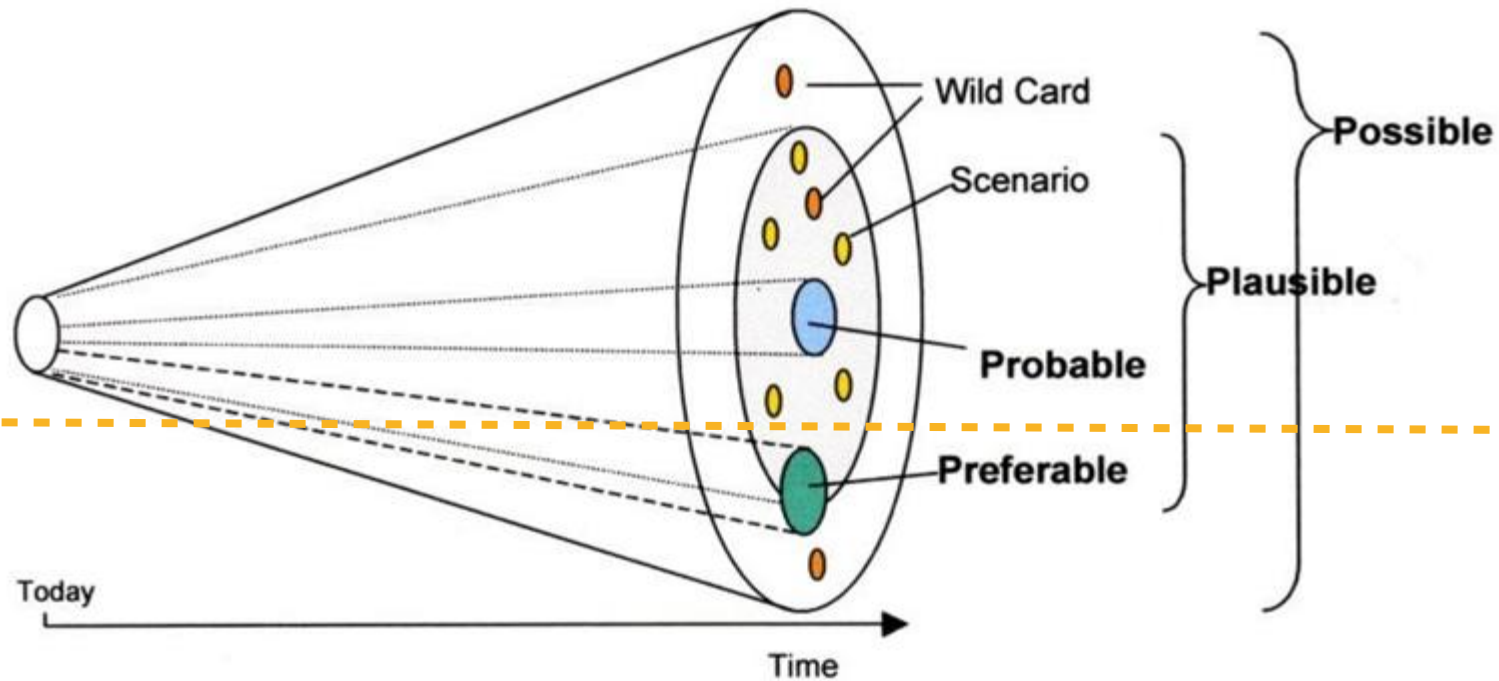 Wild Card
Possible
Scenario
Plausible
Probable
Preferable
Today
Time